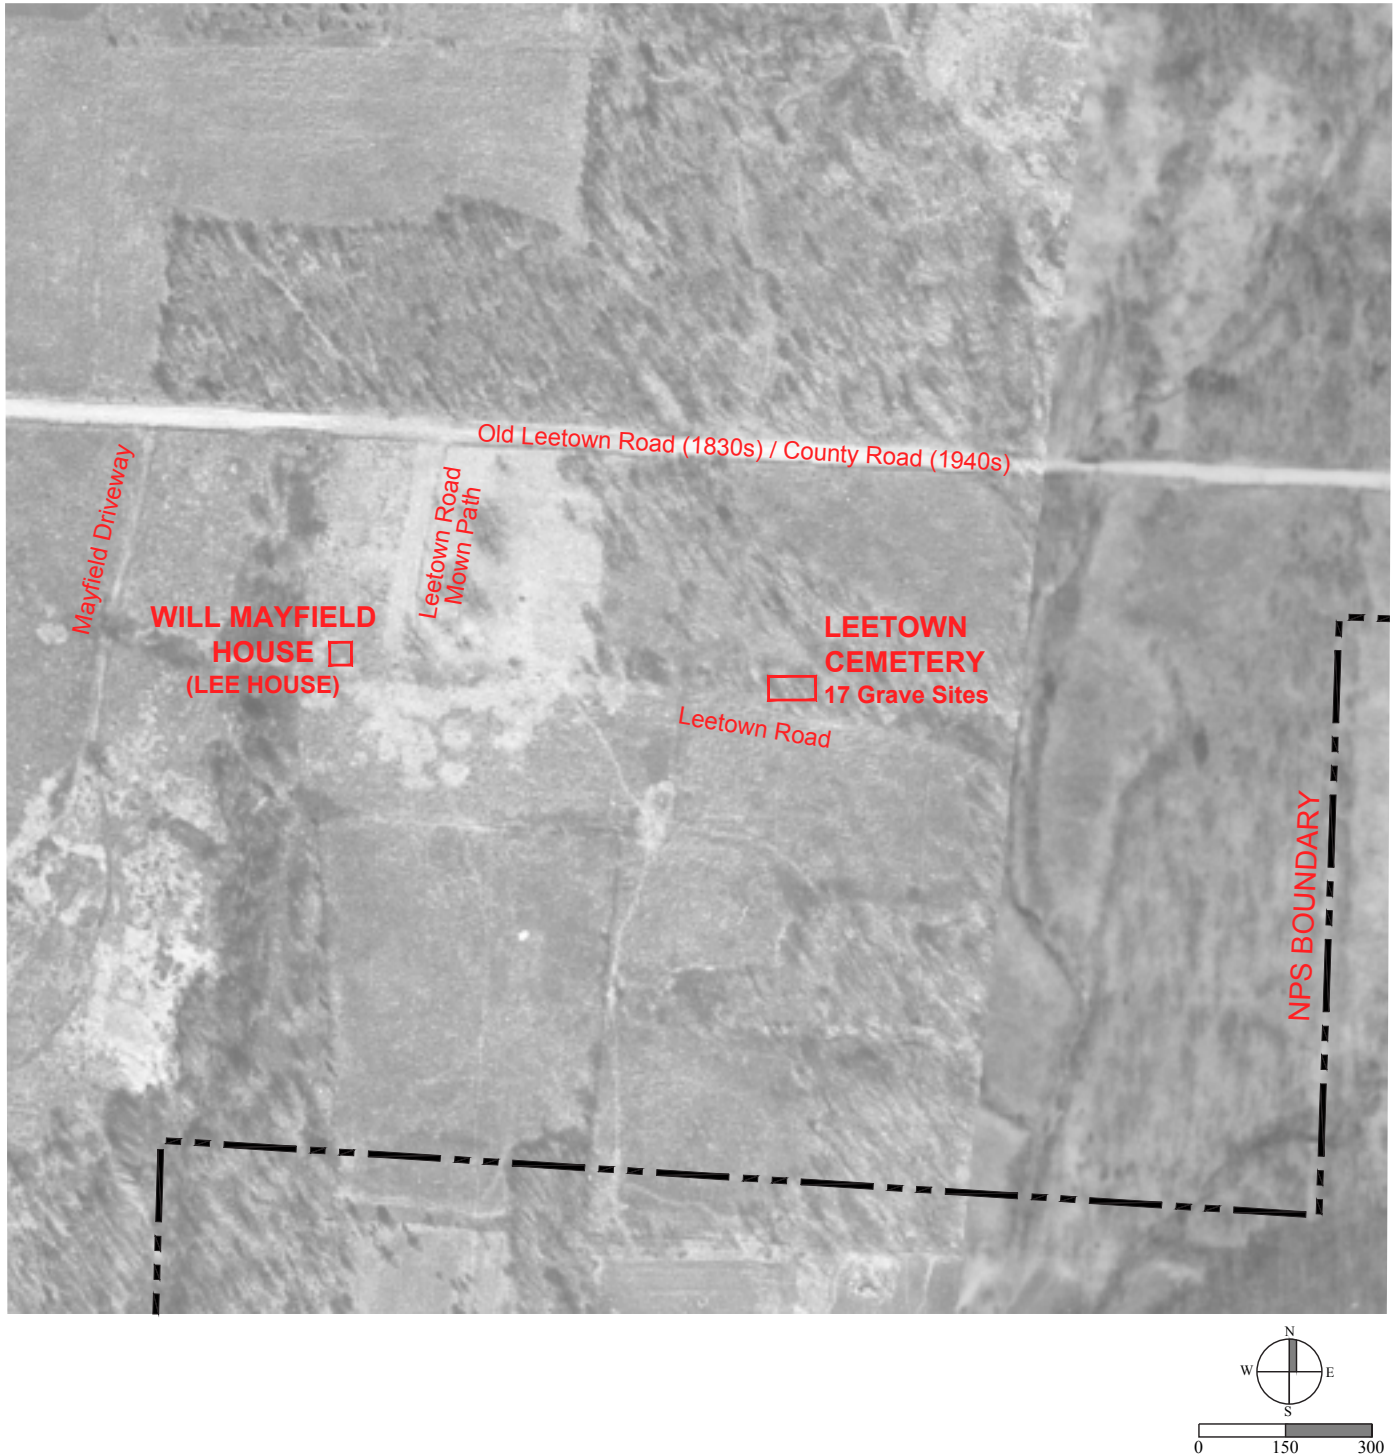 Old Leetown Road (1830s) / County Road (1940s)
Mayfield Driveway
Leetown Road
Mown Path
WILL MAYFIELD
HOUSE
(LEE HOUSE)
LEETOWN
CEMETERY
17 Grave Sites
Leetown Road
NPS BOUNDARY
N
W
E
S
0
150
300